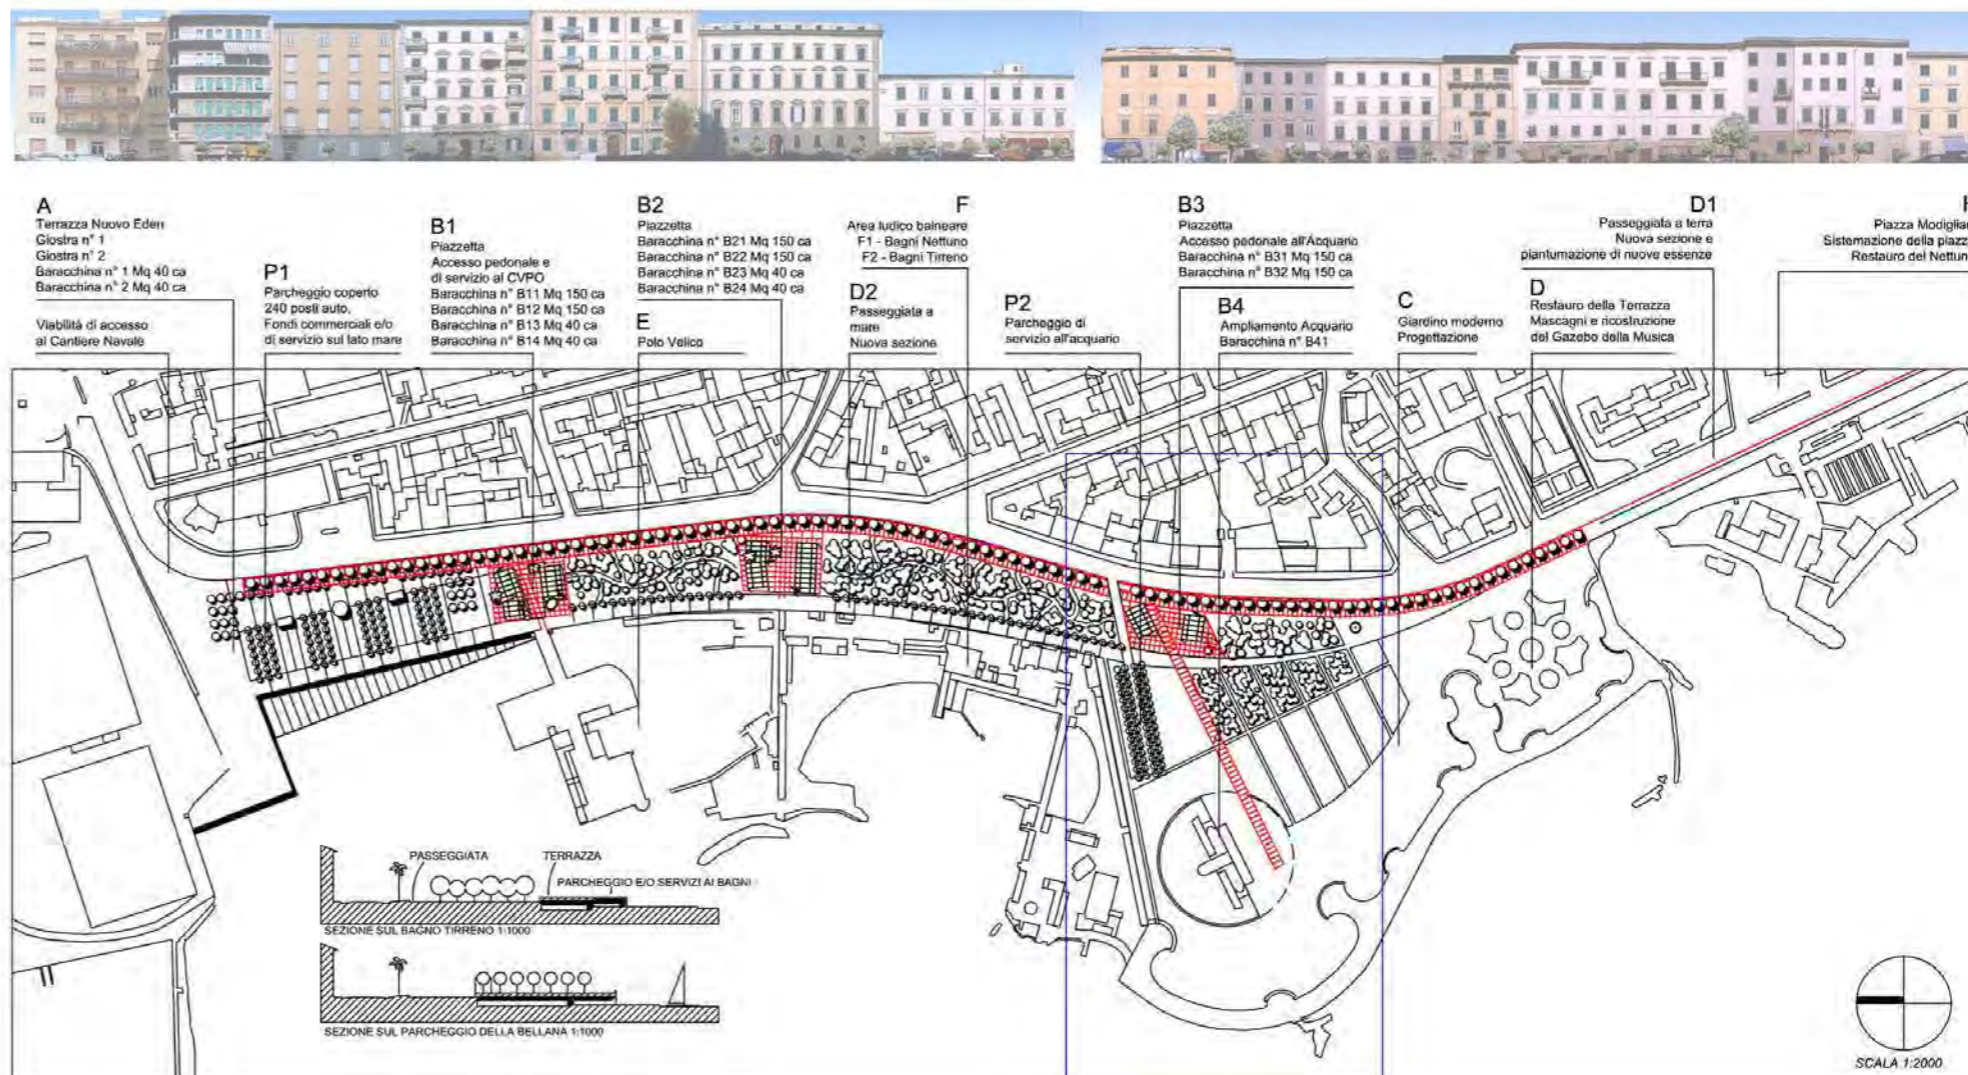 A
Terrazza Nuovo Eden
Giostra n° 1
Giostra n° 2
Baracchina n° 1 Mq 40 ca
Baracchina n° 2 Mq 40 ca
Viabilità di accesso
al Cantiere Navale
P1
Parcheggio coperto
240 posti auto,
Fondi commerciali e/o
di servizio sul lato mare
B1
Piazzetta
Accesso pedonale e
di servizio al CVPO
Baracchina n° B11 Mq 150 ca
Baracchina n° B12 Mq 150 ca
Baracchina n° B13 Mq 40 ca
Baracchina n° B14 Mq 40 ca
B2
Piazzetta
Baracchina n° B21 Mq 150 ca
Baracchina n° B22 Mq 150 ca
Baracchina n° B23 Mq 40 ca
Baracchina n° B24 Mq 40 ca
E
Polo Velico
F
Area ludico balneare
F1 - Bagni Nettuno
F2 - Bagni Tirreno
D2
Passeggiata a
mare
Nuova sezione
P2
Parcheggio di
servizio all'acquario
B3
Piazzetta
Accesso pedonale all'Acquario
Baracchina n° B31 Mq 150 ca
Baracchina n° B32 Mq 150 ca
B4
Ampliamento Acquario
Baracchina n° B41
C
Giardino moderno
Progettazione
D1
Passeggiata a terra
Nuova sezione e
piantumazione di nuove essenze
D
Restauro della Terrazza
Mascagni e ricostruzione
del Gazebo della Musica
Piazza Modiglian
Sistemazione della piazz
Restauro del Nettun
PASSEGGIATA
TERRAZZA
PARCHEGGIO E/O SERVIZI AI BAGNI
SEZIONE SUL BAGNO TIRRENO 1:1000
SEZIONE SUL PARCHEGGIO DELLA BELLANA 1:1000
SCALA 1:2000